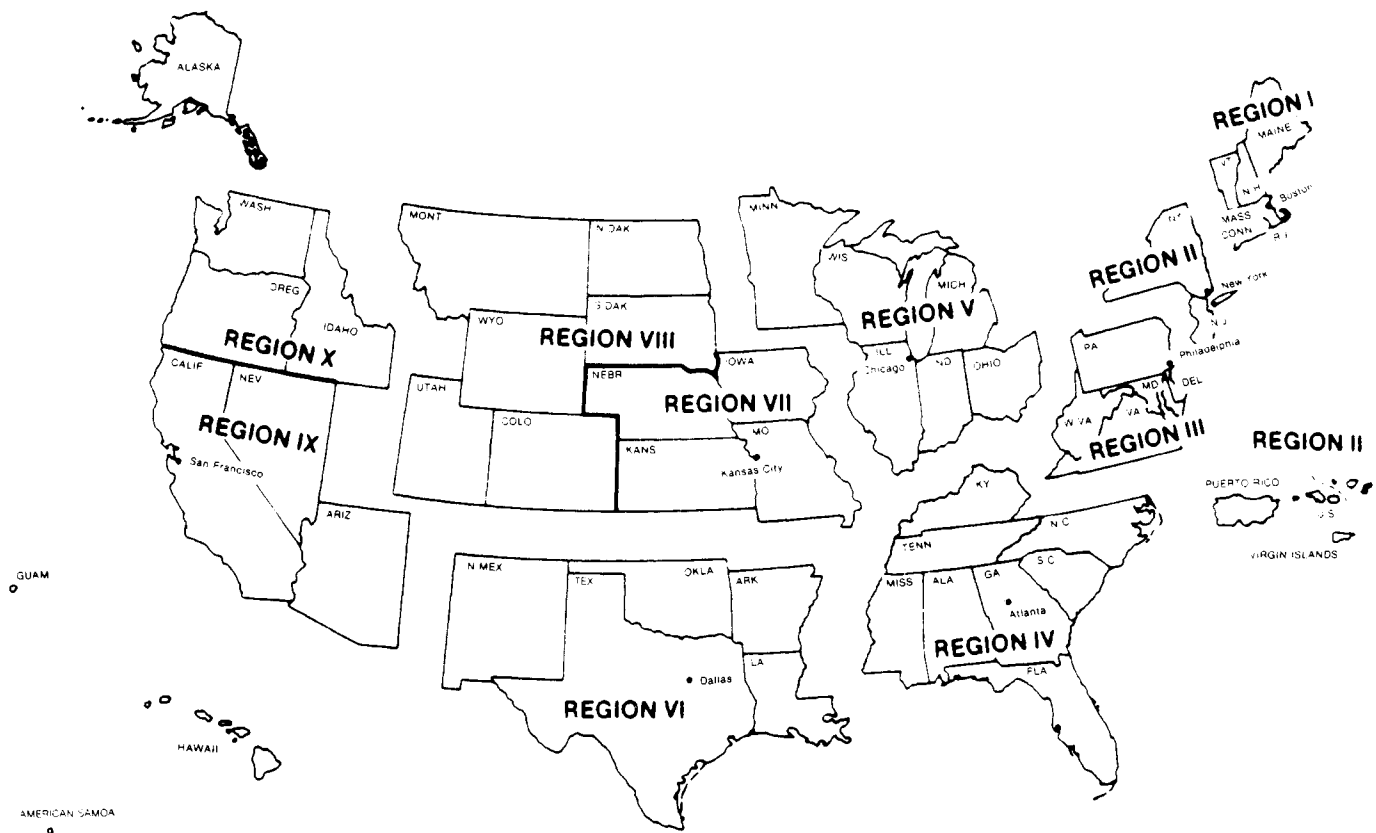 ALASKA
REGION I
MAINE
VT
N.H
Boston
MASS
CONN
R I
WASH
MONT
N DAK
MINN
N.Y
WIS
REGION II
MICH
New York
OREG
S DAK
REGION V
N J
IDAHO
WYO
REGION VIII
REGION X
PA
Philadelphia
CALIF
NEV
UTAH
NEBR
IOWA
ILL
Chicago
IND
OHIO
MD
DEL
REGION VII
W VA
VA
REGION III
REGION IX
COLO
KANS
MO
Kansas City
San Francisco
REGION II
KY
PUERTO RICO
ARIZ
U S
N C
VIRGIN ISLANDS
TENN
S C
GUAM
N MEX
TEX
OKLA
ARK
MISS
ALA
GA
Atlanta
REGION IV
LA
FLA
Dallas
REGION VI
HAWAII
AMERICAN SAMOA